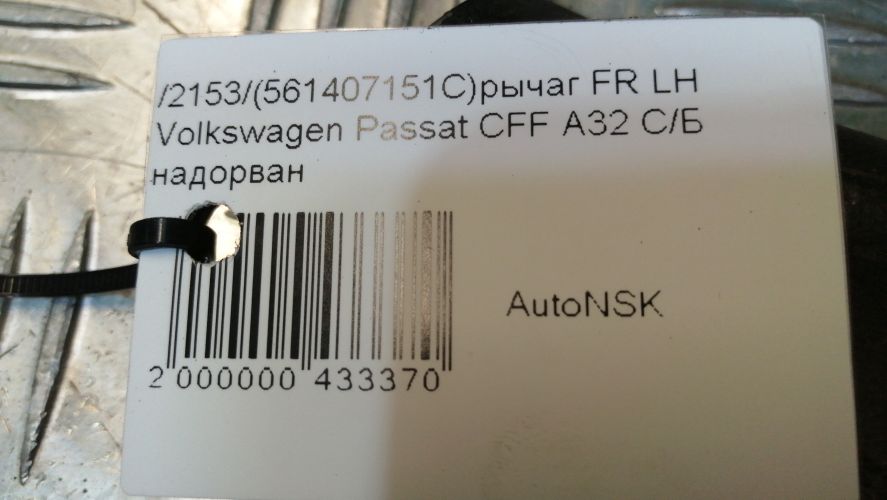 /2153/(561407151C)рычаг FR LH
Volkswagen Passat CFF A32 С/Б
надорван
AutoNSK
2 000000 433370